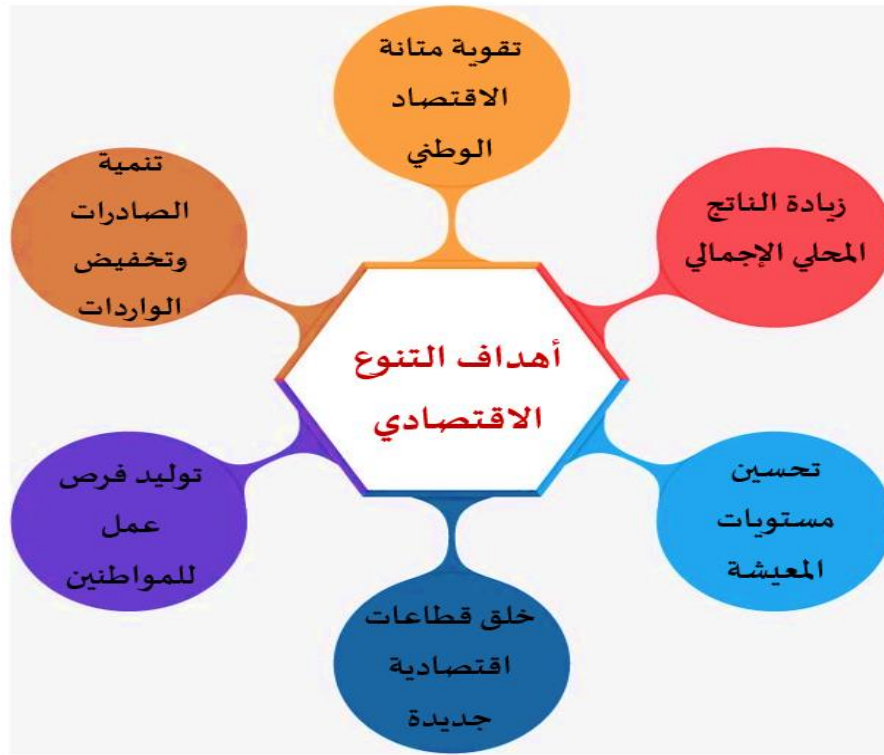 أهداف التنوع
الاقتصادي
تقوية متانة
الاقتصاد
الوطني
زيادة الناتج
المحلي الإجمالي
تحسين
مستويات
المعيشة
خلق قطاعات
اقتصادية
جديدة
توليد فرص
عمل
للمواطنين
تنمية
الصادرات
وتخفيض
الواردات